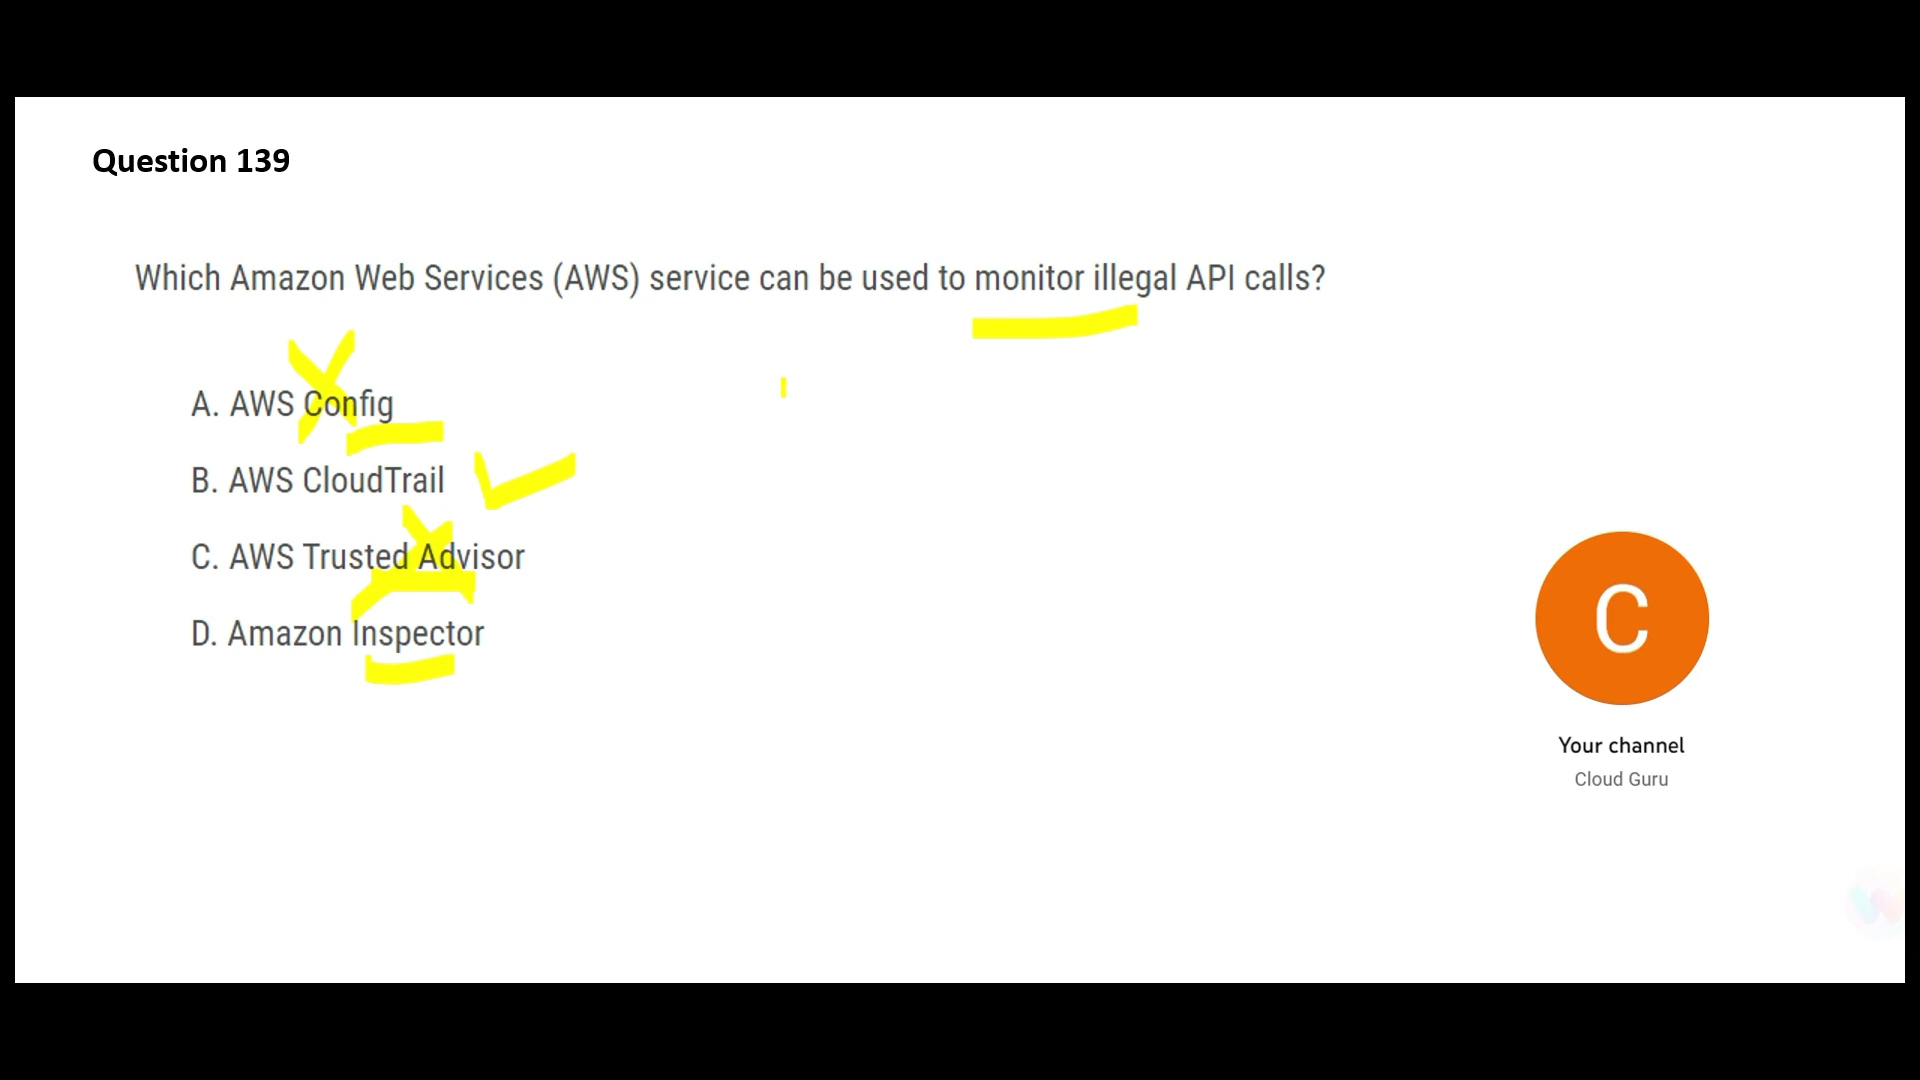 Question 139
Which Amazon Web Services (AWS) service can be used to monitor illegal API calls?
A. AWS Config
B. AWS CloudTrail
C. AWS Trusted Advisor
D. Amazon Inspector
C
Your channel
Cloud Guru